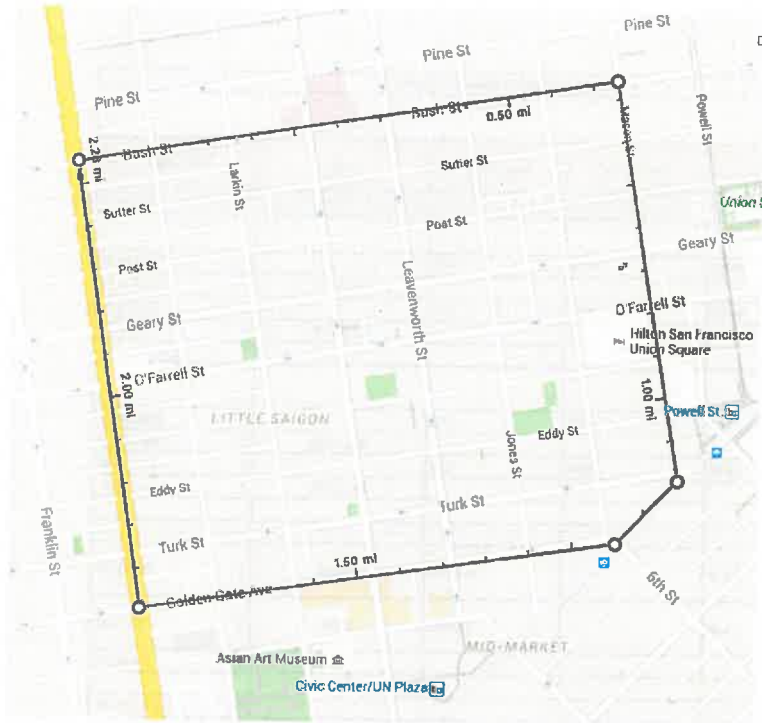 Pine St
Pine St
Pine St
Powell St
Bush St
0.50 mi
Mason St
2.26 mi
Bush St
Larkin St
Sutter St
Sutter St
Union S
Post St
Geary St
Post St
Leavenworth St
Geary St
O'Farrell St
Hilton San Francisco
Union Square
O'Farrell St
2.00 mi
1.00 mi
Powell St.
LITTLE SAIGON
Jones St
Eddy St
Eddy St
Turk St
Franklin St
Turk St
1.50 mi
6th St
Golden Gate Ave
MID-MARKET
Asian Art Museum
Civic Center/UN Plaza